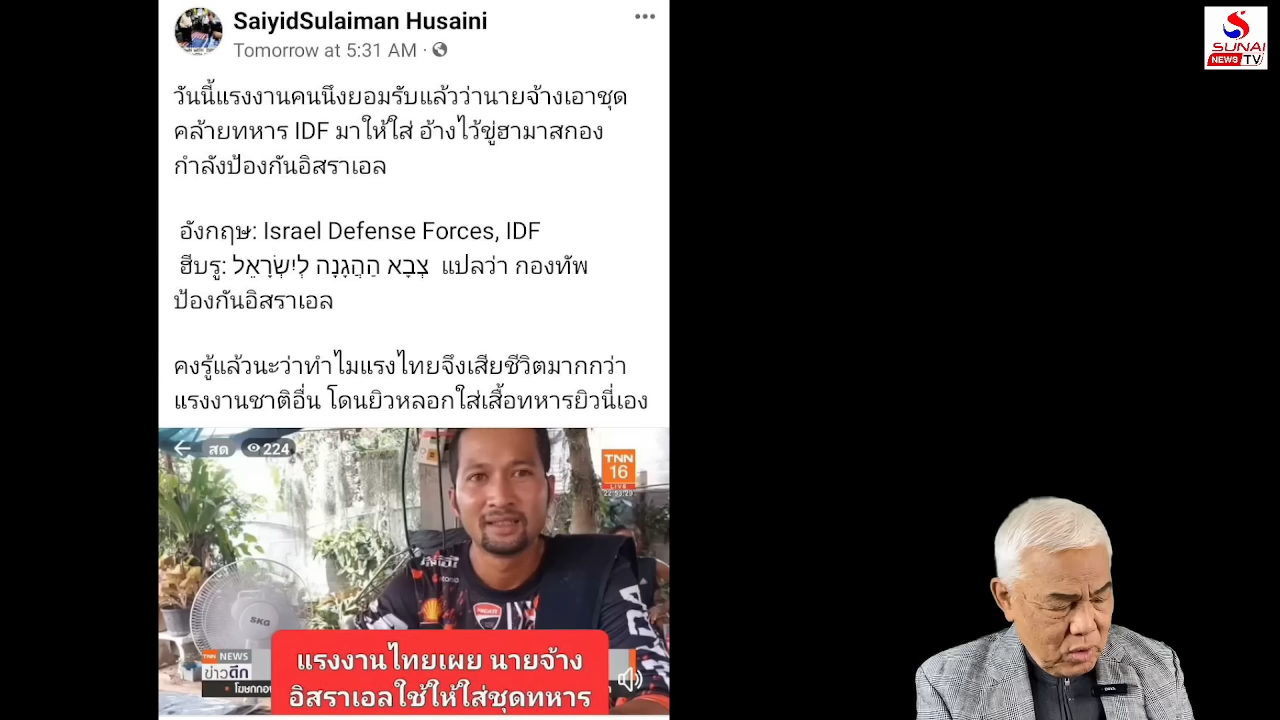 SaiyidSulaiman Husaini
Tomorrow at 5:31 AM ·
SUNAI
NEWS TV
วันนี้แรงงานคนนึงยอมรับแล้วว่านายจ้างเอาชุด
คล้ายทหาร IDF มาให้ใส่ อ้างไว้ขู่ฮามาสกอง
กำลังป้องกันอิสราเอล
อังกฤษ: Israel Defense Forces, IDF
ฮีบรู: צְבָא הַהֲגָנָה לְיִשְׂרָאֵל แปลว่า กองทัพ
ป้องกันอิสราเอล
คงรู้แล้วนะว่าทำไมแรงไทยจึงเสียชีวิตมากกว่า
แรงงานชาติอื่น โดนยิวหลอกใส่เสื้อทหารยิวนี่เอง
สด 224
TNN
16
LIVE
SKG
DUCATI
TNN NEWS
ข่าวดึก
• โฆษกกอง
แรงงานไทยเผย นายจ้าง
อิสราเอลใช้ให้ใส่ชุดทหาร